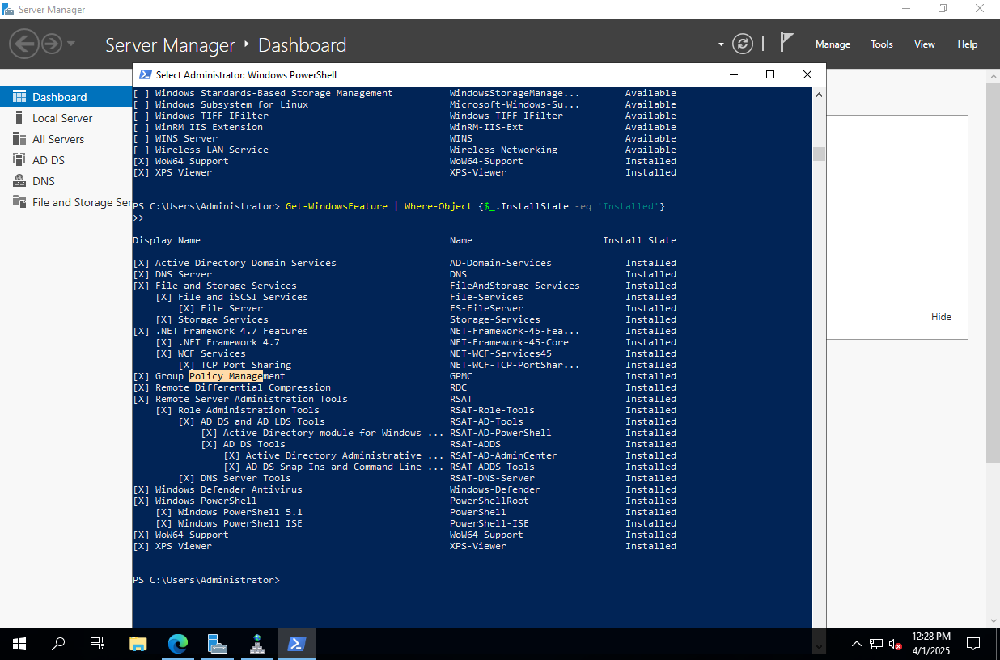 Server Manager
Server Manager ‣ Dashboard
Manage Tools View Help
Select Administrator: Windows PowerShell
Dashboard
Local Server
All Servers
AD DS
DNS
File and Storage Ser
[ ] Windows Standards-Based Storage Management WindowsStorageManage... Available
[ ] Windows Subsystem for Linux Microsoft-Windows-Su... Available
[ ] Windows TIFF IFilter Windows-TIFF-IFilter Available
[ ] WinRM IIS Extension WinRM-IIS-Ext Available
[ ] WINS Server WINS Available
[ ] Wireless LAN Service Wireless-Networking Available
[X] WoW64 Support WoW64-Support Installed
[X] XPS Viewer XPS-Viewer Installed
PS C:\Users\Administrator> Get-WindowsFeature | Where-Object {$_.InstallState -eq 'Installed'}
>>
Display Name Name Install State
------------ ---- -------------
[X] Active Directory Domain Services AD-Domain-Services Installed
[X] DNS Server DNS Installed
[X] File and Storage Services FileAndStorage-Services Installed
[X] File and iSCSI Services File-Services Installed
[X] File Server FS-FileServer Installed
[X] Storage Services Storage-Services Installed
[X] .NET Framework 4.7 Features NET-Framework-45-Fea... Installed
[X] .NET Framework 4.7 NET-Framework-45-Core Installed
[X] WCF Services NET-WCF-Services45 Installed
[X] TCP Port Sharing NET-WCF-TCP-PortShar... Installed
[X] Group Policy Management GPMC Installed
[X] Remote Differential Compression RDC Installed
[X] Remote Server Administration Tools RSAT Installed
[X] Role Administration Tools RSAT-Role-Tools Installed
[X] AD DS and AD LDS Tools RSAT-AD-Tools Installed
[X] Active Directory module for Windows ... RSAT-AD-PowerShell Installed
[X] AD DS Tools RSAT-ADDS Installed
[X] Active Directory Administrative ... RSAT-AD-AdminCenter Installed
[X] AD DS Snap-Ins and Command-Line ... RSAT-ADDS-Tools Installed
[X] DNS Server Tools RSAT-DNS-Server Installed
[X] Windows Defender Antivirus Windows-Defender Installed
[X] Windows PowerShell PowerShellRoot Installed
[X] Windows PowerShell 5.1 PowerShell Installed
[X] Windows PowerShell ISE PowerShell-ISE Installed
[X] WoW64 Support WoW64-Support Installed
[X] XPS Viewer XPS-Viewer Installed
PS C:\Users\Administrator>
Hide
12:28 PM
4/1/2025